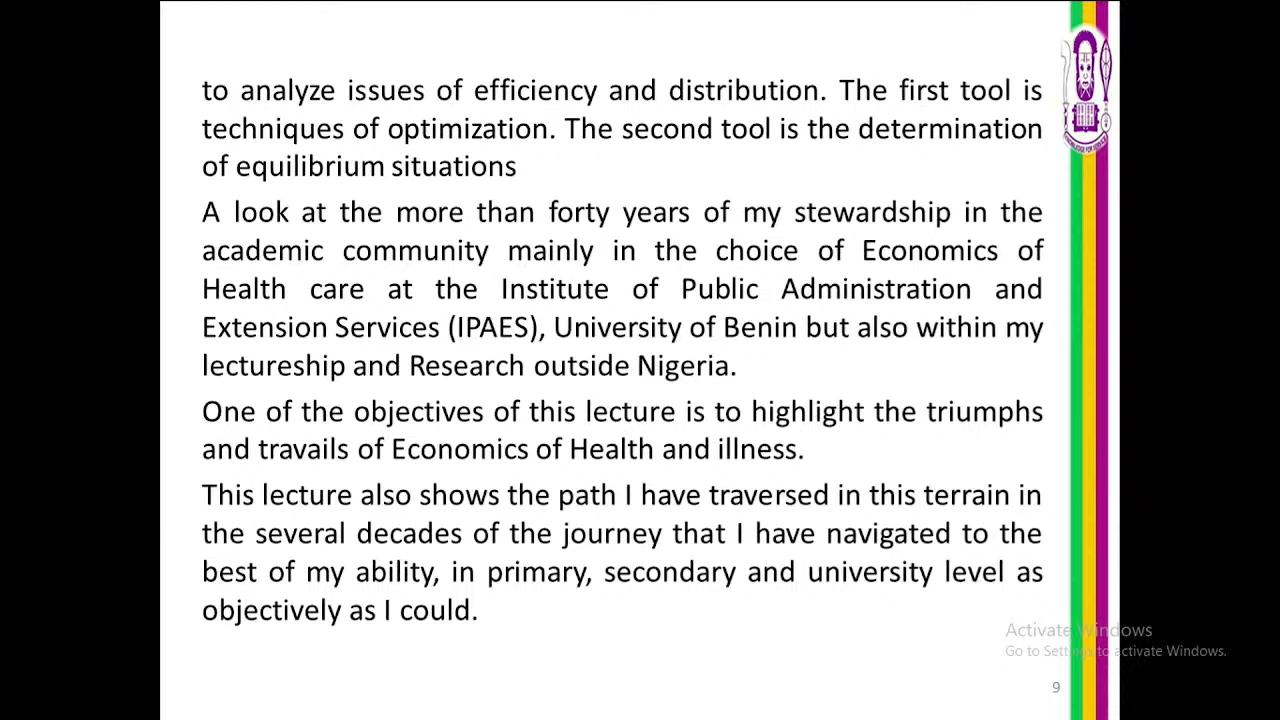 to analyze issues of efficiency and distribution. The first tool is
techniques of optimization. The second tool is the determination
of equilibrium situations
A look at the more than forty years of my stewardship in the
academic community mainly in the choice of Economics of
Health care at the Institute of Public Administration and
Extension Services (IPAES), University of Benin but also within my
lectureship and Research outside Nigeria.
One of the objectives of this lecture is to highlight the triumphs
and travails of Economics of Health and illness.
This lecture also shows the path I have traversed in this terrain in
the several decades of the journey that I have navigated to the
best of my ability, in primary, secondary and university level as
objectively as I could.
KNOWLEDGE FOR SERVICE
Activate Windows
Go to Settings to activate Windows.
9